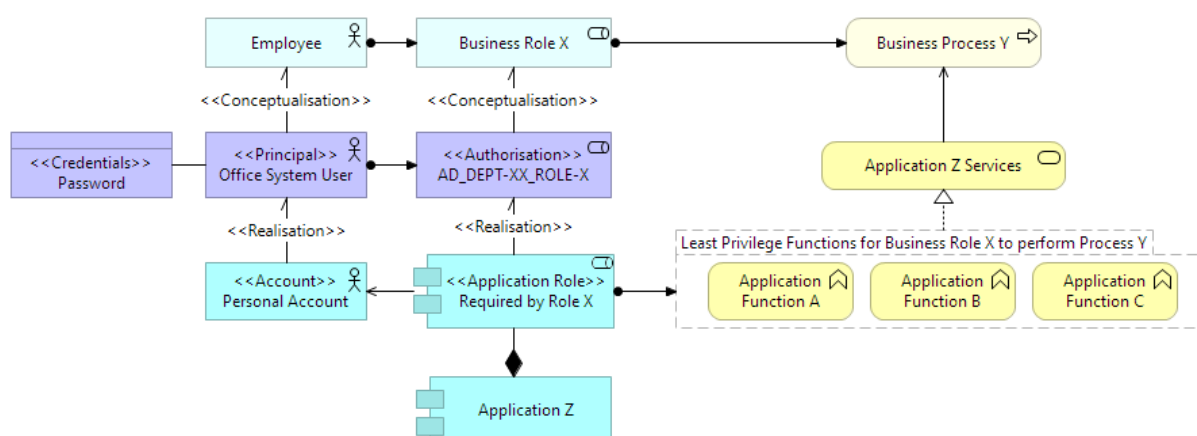 Employee
Business Role X
Business Process Y
<<Conceptualisation>>
<<Conceptualisation>>
<<Credentials>>
Password
<<Principal>>
Office System User
<<Authorisation>>
AD_DEPT-XX_ROLE-X
Application Z Services
<<Realisation>>
<<Realisation>>
Least Privilege Functions for Business Role X to perform Process Y
<<Account>>
Personal Account
<<Application Role>>
Required by Role X
Application
Function A
Application
Function B
Application
Function C
Application Z